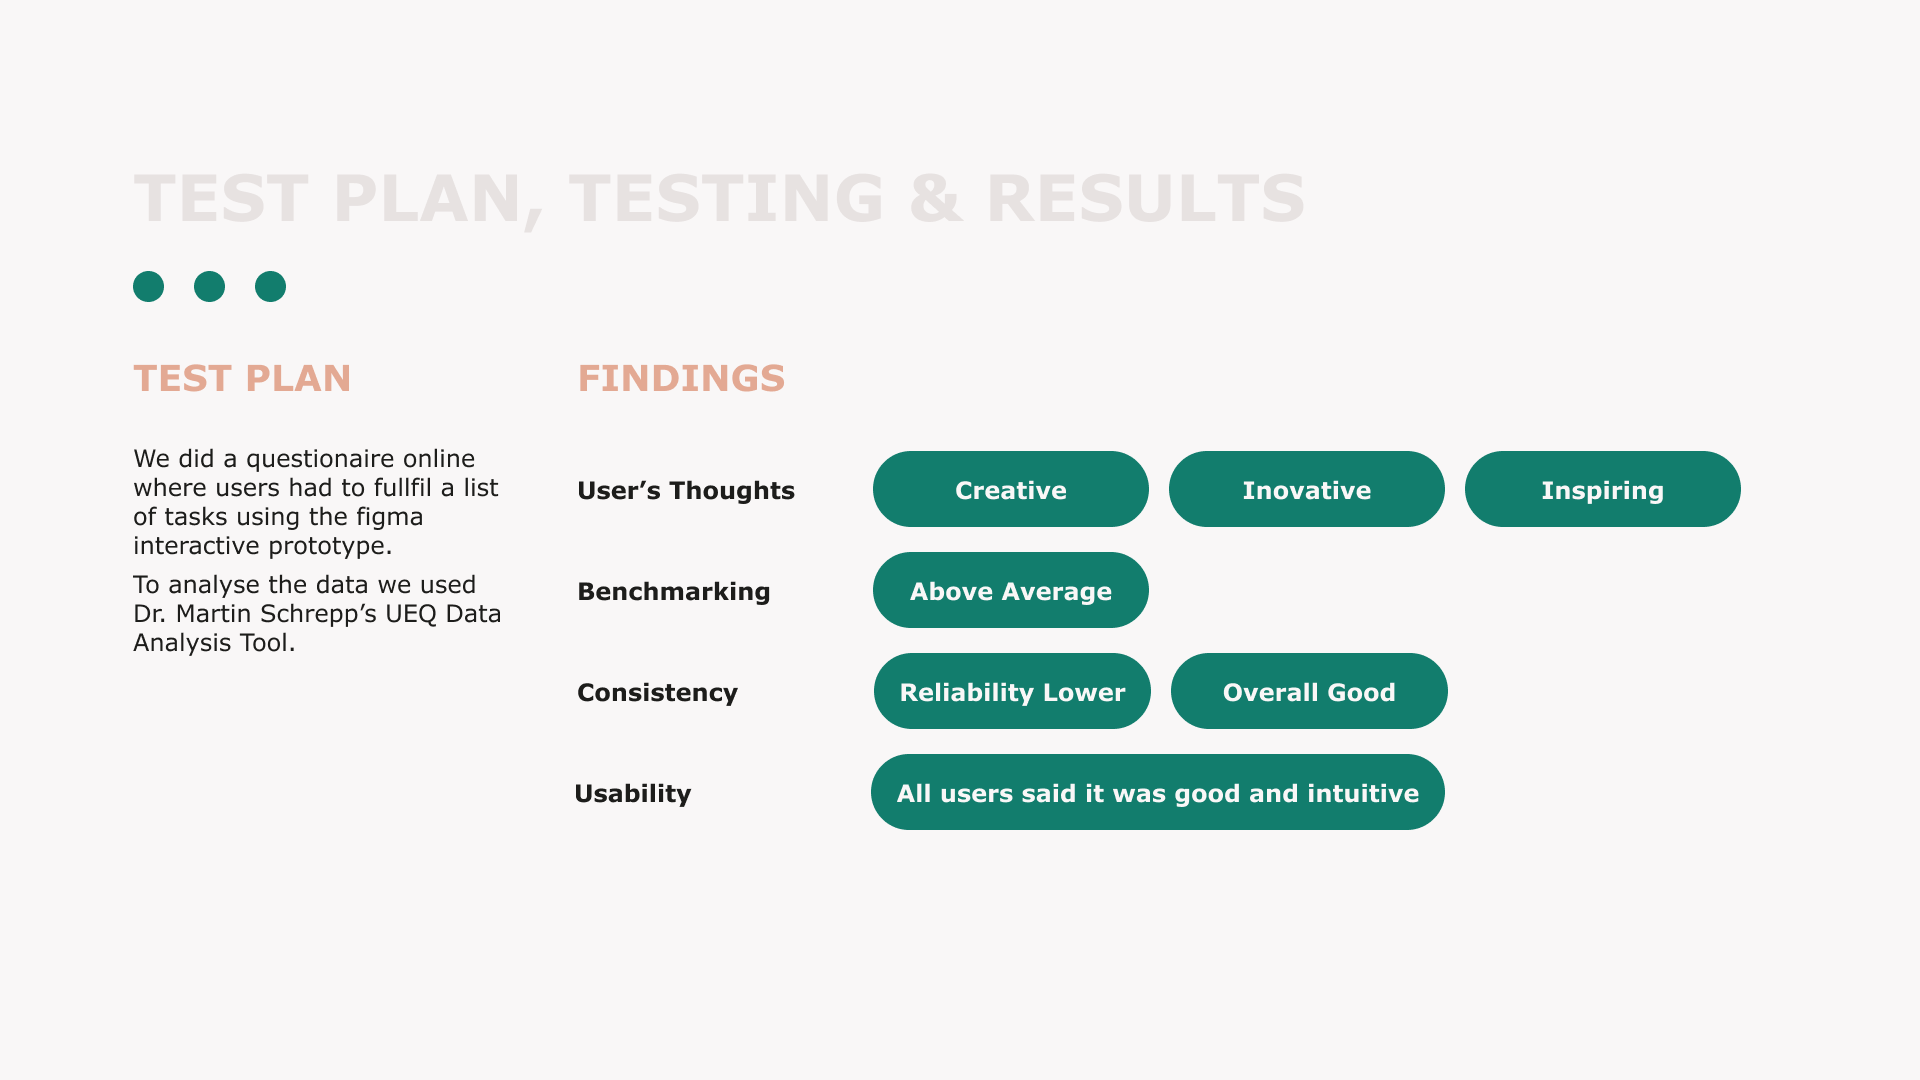 TEST PLAN, TESTING & RESULTS
TEST PLAN
We did a questionaire online
where users had to fullfil a list
of tasks using the figma
interactive prototype.
To analyse the data we used
Dr. Martin Schrepp’s UEQ Data
Analysis Tool.
FINDINGS
User’s Thoughts
Creative
Inovative
Inspiring
Benchmarking
Above Average
Consistency
Reliability Lower
Overall Good
Usability
All users said it was good and intuitive